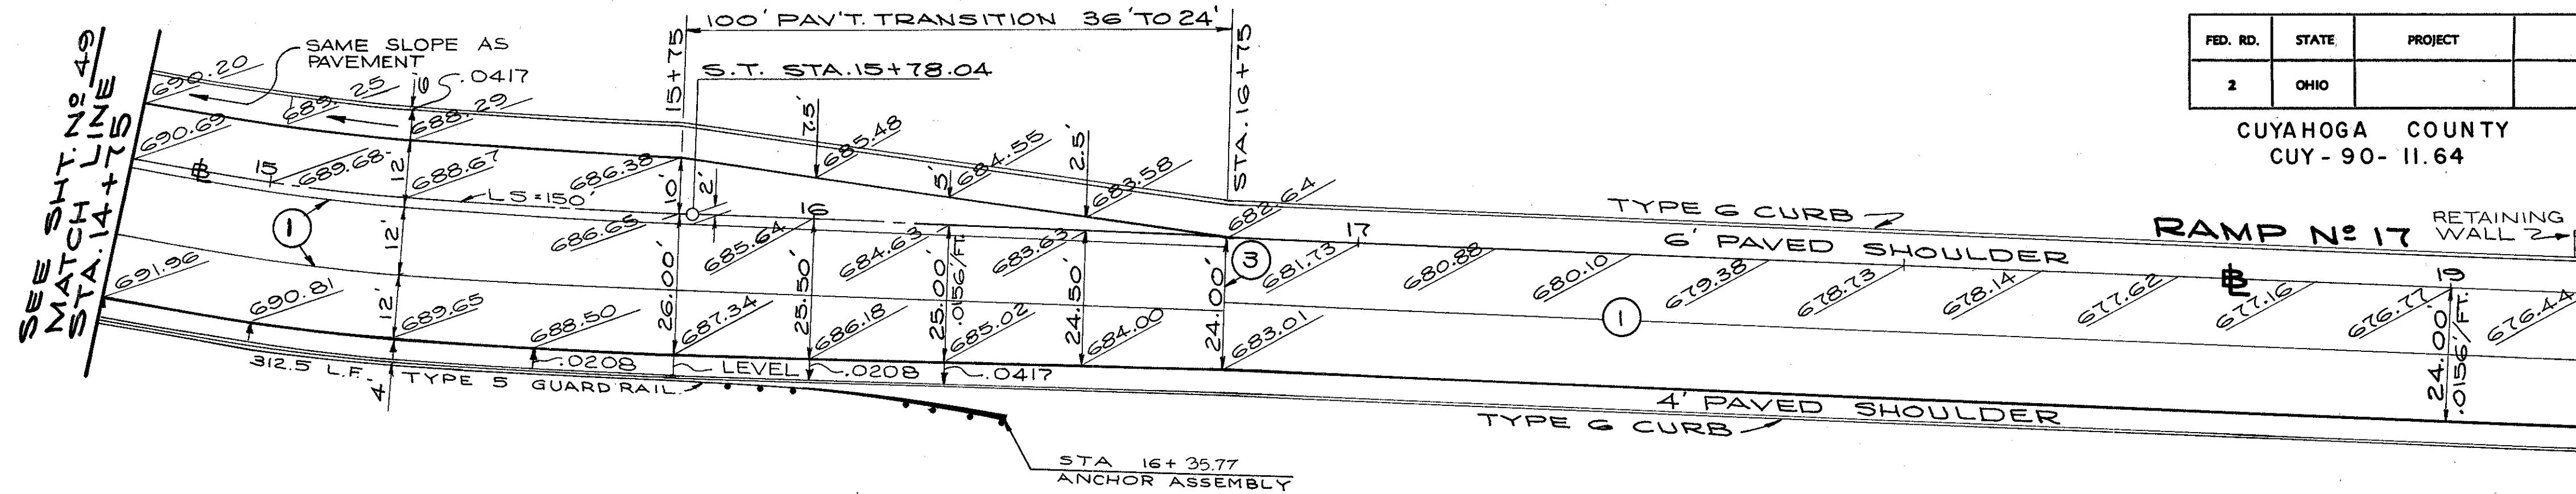 SEE SHT. Nº 49
MATCH LINE
STA. 14+75
100' PAV'T. TRANSITION 36' TO 24'
SAME SLOPE AS
PAVEMENT
S.T. STA. 15+78.04
15+75
STA. 16+75
FED. RD.
STATE
PROJECT
2
OHIO
CUYAHOGA COUNTY
CUY-90-11.64
690.20
689.25
6'
.0417
688.29
7.5'
685.48
5'
684.55
2.5'
683.58
682.64
690.69
15
689.68
12'
688.67
LS=150'
686.38
10'
2'
16
17
TYPE 6 CURB
6' PAVED SHOULDER
RAMP Nº 17
RETAINING
WALL 2
1
12'
686.65
685.64
684.63
683.63
3
681.73
680.88
680.10
679.38
678.73
678.14
677.62
677.16
19
676.77
676.44
691.96
690.81
12'
689.65
688.50
26.00'
687.34
25.50'
686.18
25.00'
.0156/FT.
685.02
24.50'
684.00
24.00'
683.01
1
24.00'
.0156'/FT.
312.5 L.F.
4'
TYPE 5 GUARDRAIL
.0208
LEVEL
.0208
.0417
4' PAVED SHOULDER
TYPE 6 CURB
STA 16+35.77
ANCHOR ASSEMBLY